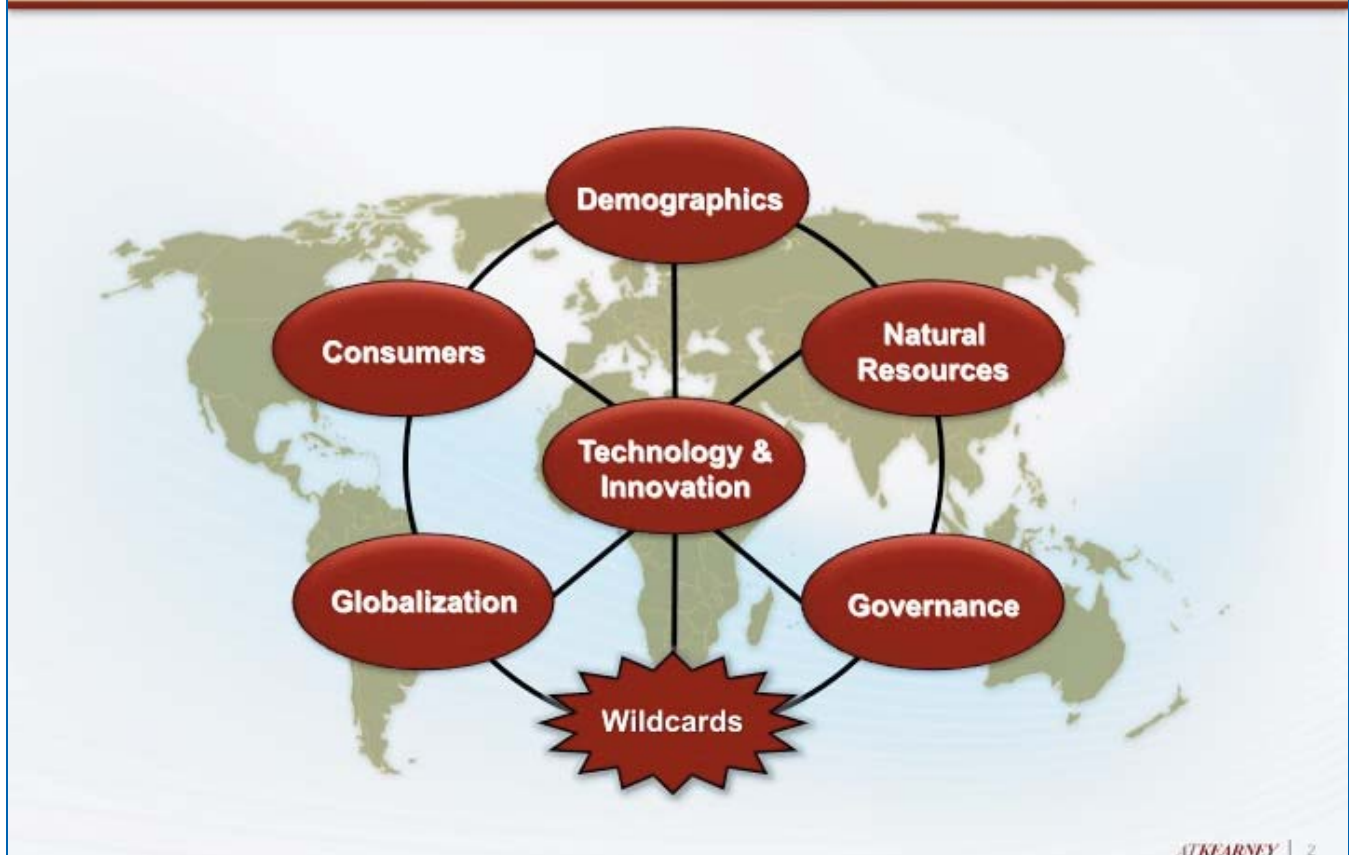 Demographics
Consumers
Natural
Resources
Technology &
Innovation
Globalization
Governance
Wildcards
ATKEARNEY | 2